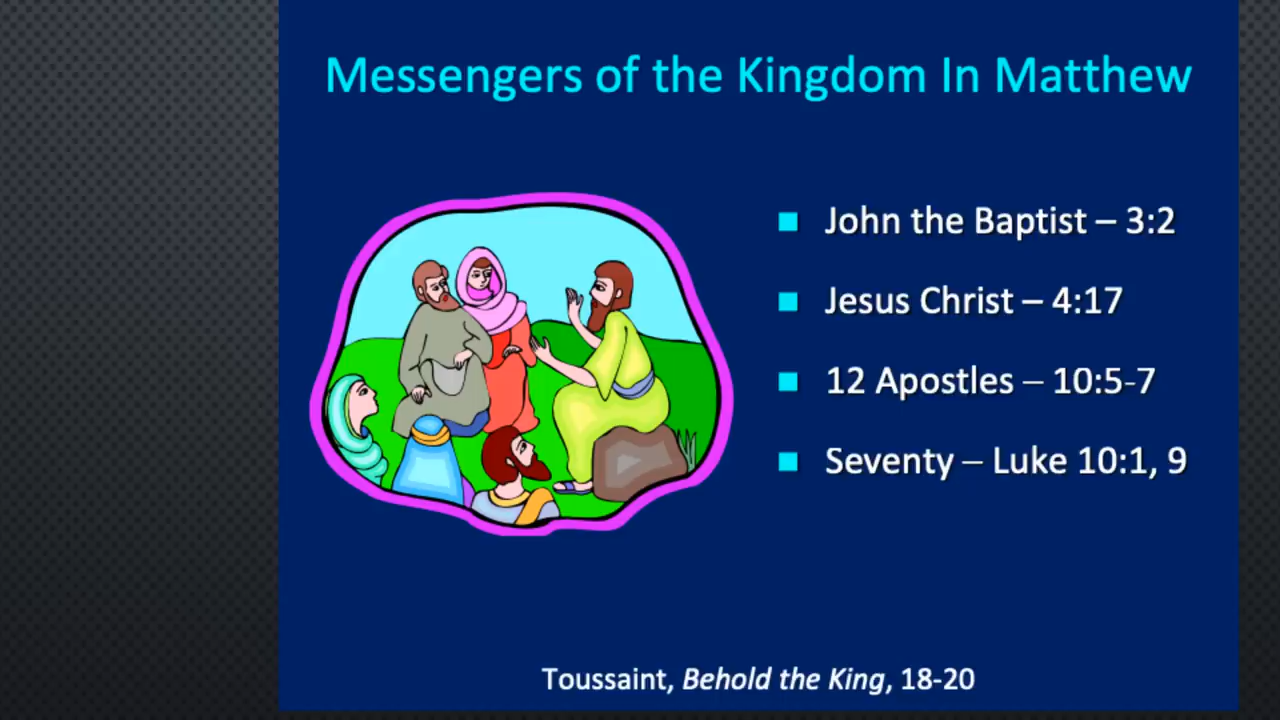 Messengers of the Kingdom In Matthew
■ John the Baptist – 3:2
■ Jesus Christ – 4:17
■ 12 Apostles – 10:5-7
■ Seventy – Luke 10:1, 9
Toussaint, Behold the King, 18-20